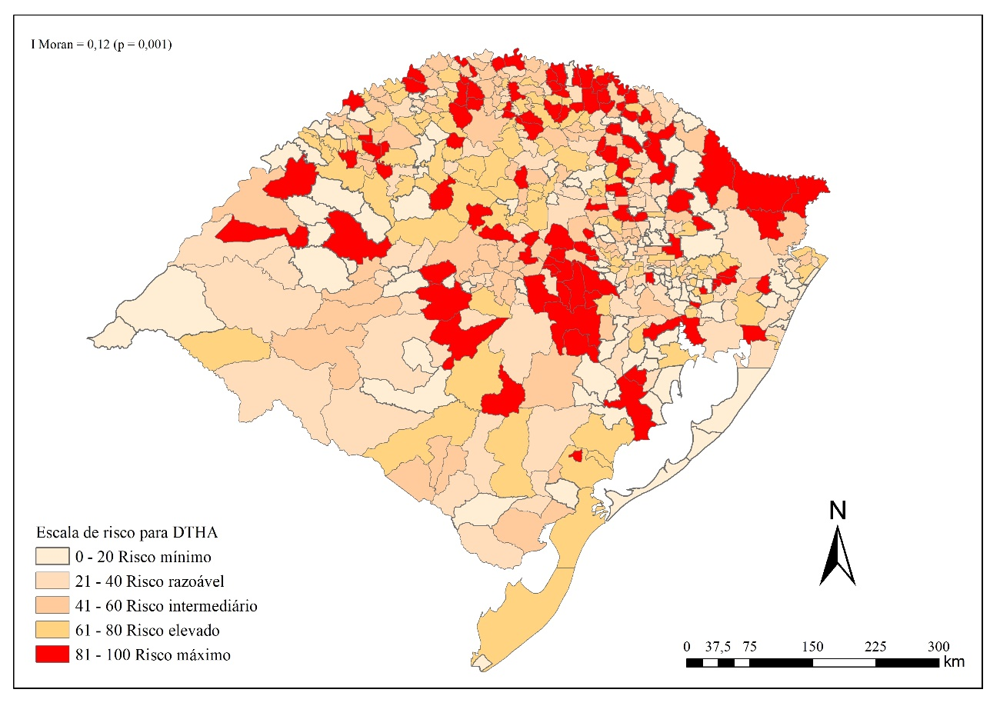 I Moran = 0,12 (p = 0,001)
N
Escala de risco para DTHA
0 - 20 Risco mínimo
21 - 40 Risco razoável
41 - 60 Risco intermediário
61 - 80 Risco elevado
81 - 100 Risco máximo
0 37,5 75 150 225 300
km